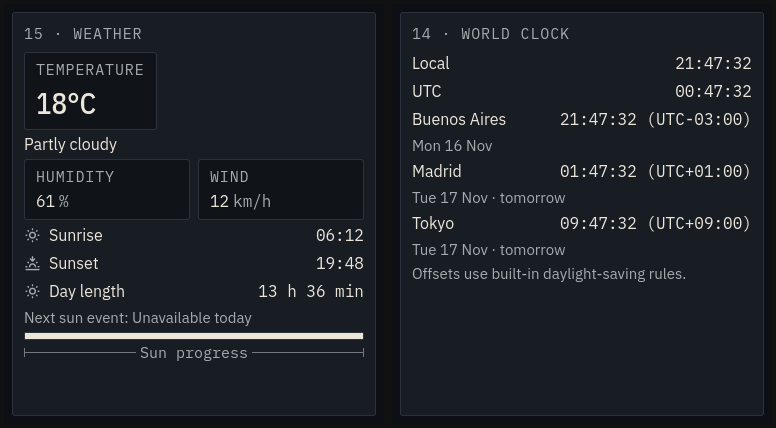 15 · WEATHER
TEMPERATURE
18°C
Partly cloudy
HUMIDITY
61 %
WIND
12 km/h
Sunrise 06:12
Sunset 19:48
Day length 13 h 36 min
Next sun event: Unavailable today
Sun progress
14 · WORLD CLOCK
Local 21:47:32
UTC 00:47:32
Buenos Aires 21:47:32 (UTC-03:00)
Mon 16 Nov
Madrid 01:47:32 (UTC+01:00)
Tue 17 Nov · tomorrow
Tokyo 09:47:32 (UTC+09:00)
Tue 17 Nov · tomorrow
Offsets use built-in daylight-saving rules.